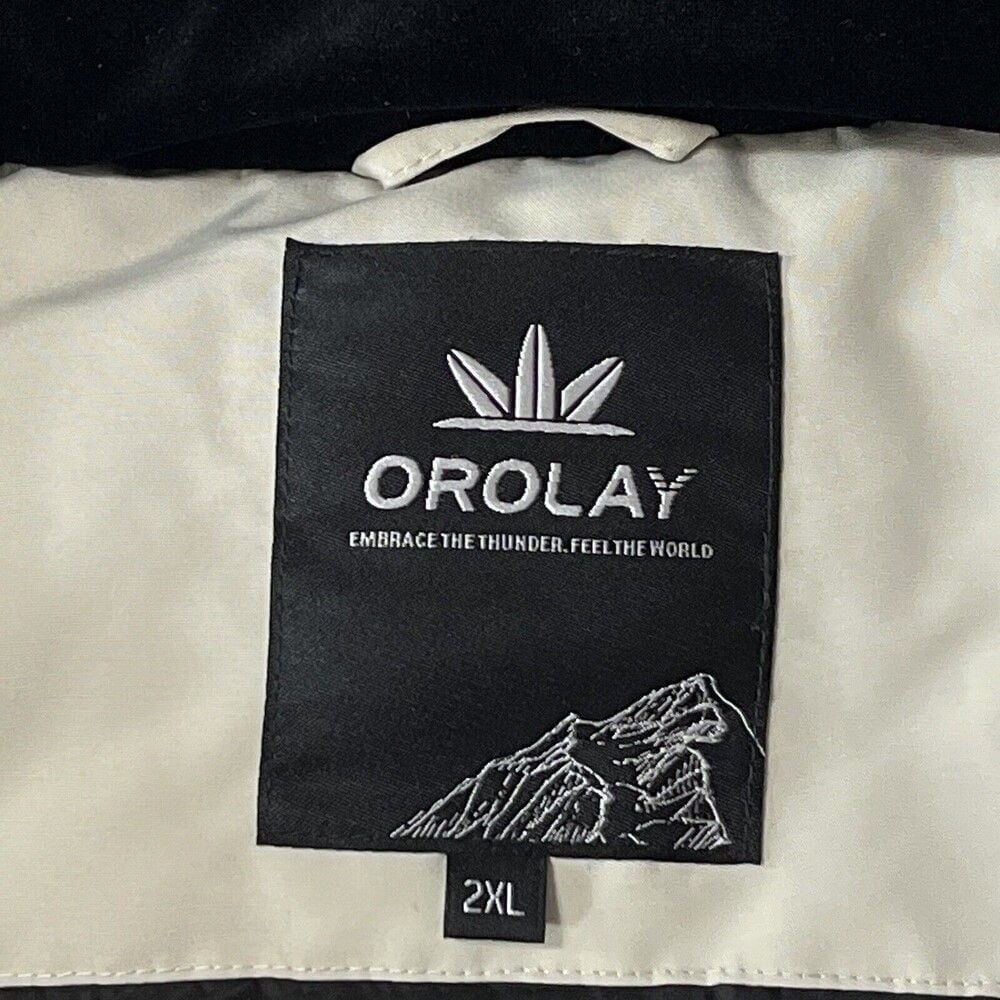 OROLAY
EMBRACE THE THUNDER. FEEL THE WORLD
2XL